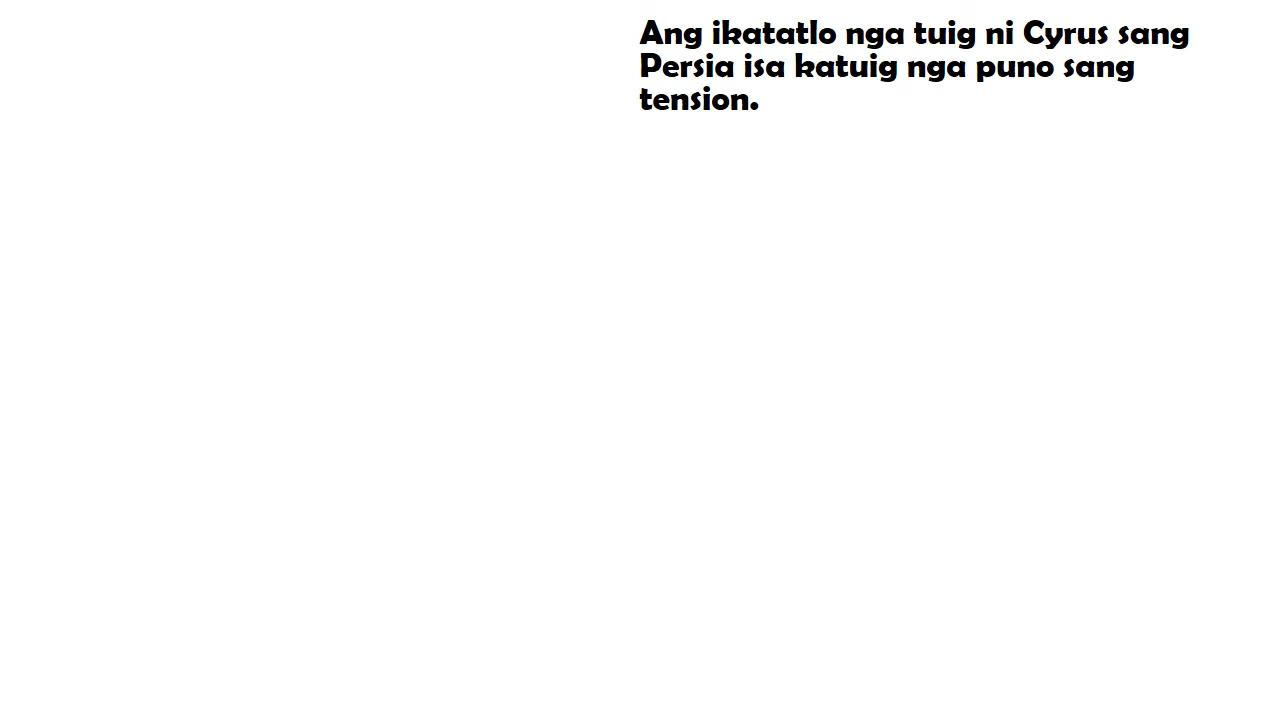 Ang ikatatlo nga tuig ni Cyrus sang
Persia isa katuig nga puno sang
tension.